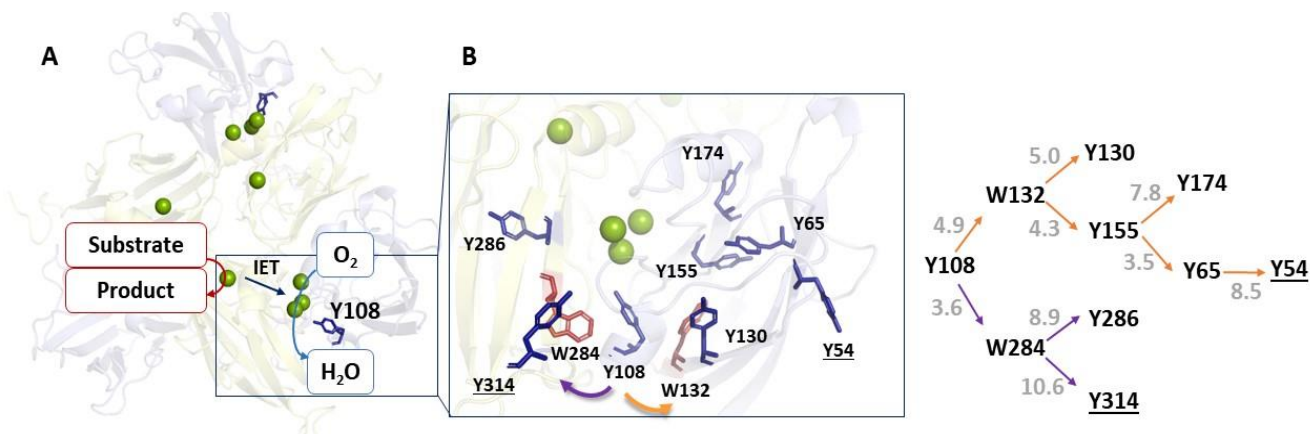 A
Substrate
Product
IET
O₂
Y108
H₂O
B
Y174
Y286
Y65
Y155
W284
Y130
Y314
Y108
Y54
W132
5.0
Y130
W132
7.8
Y174
4.9
4.3
Y155
Y108
3.5
Y65
Y54
8.5
3.6
8.9
Y286
W284
10.6
Y314